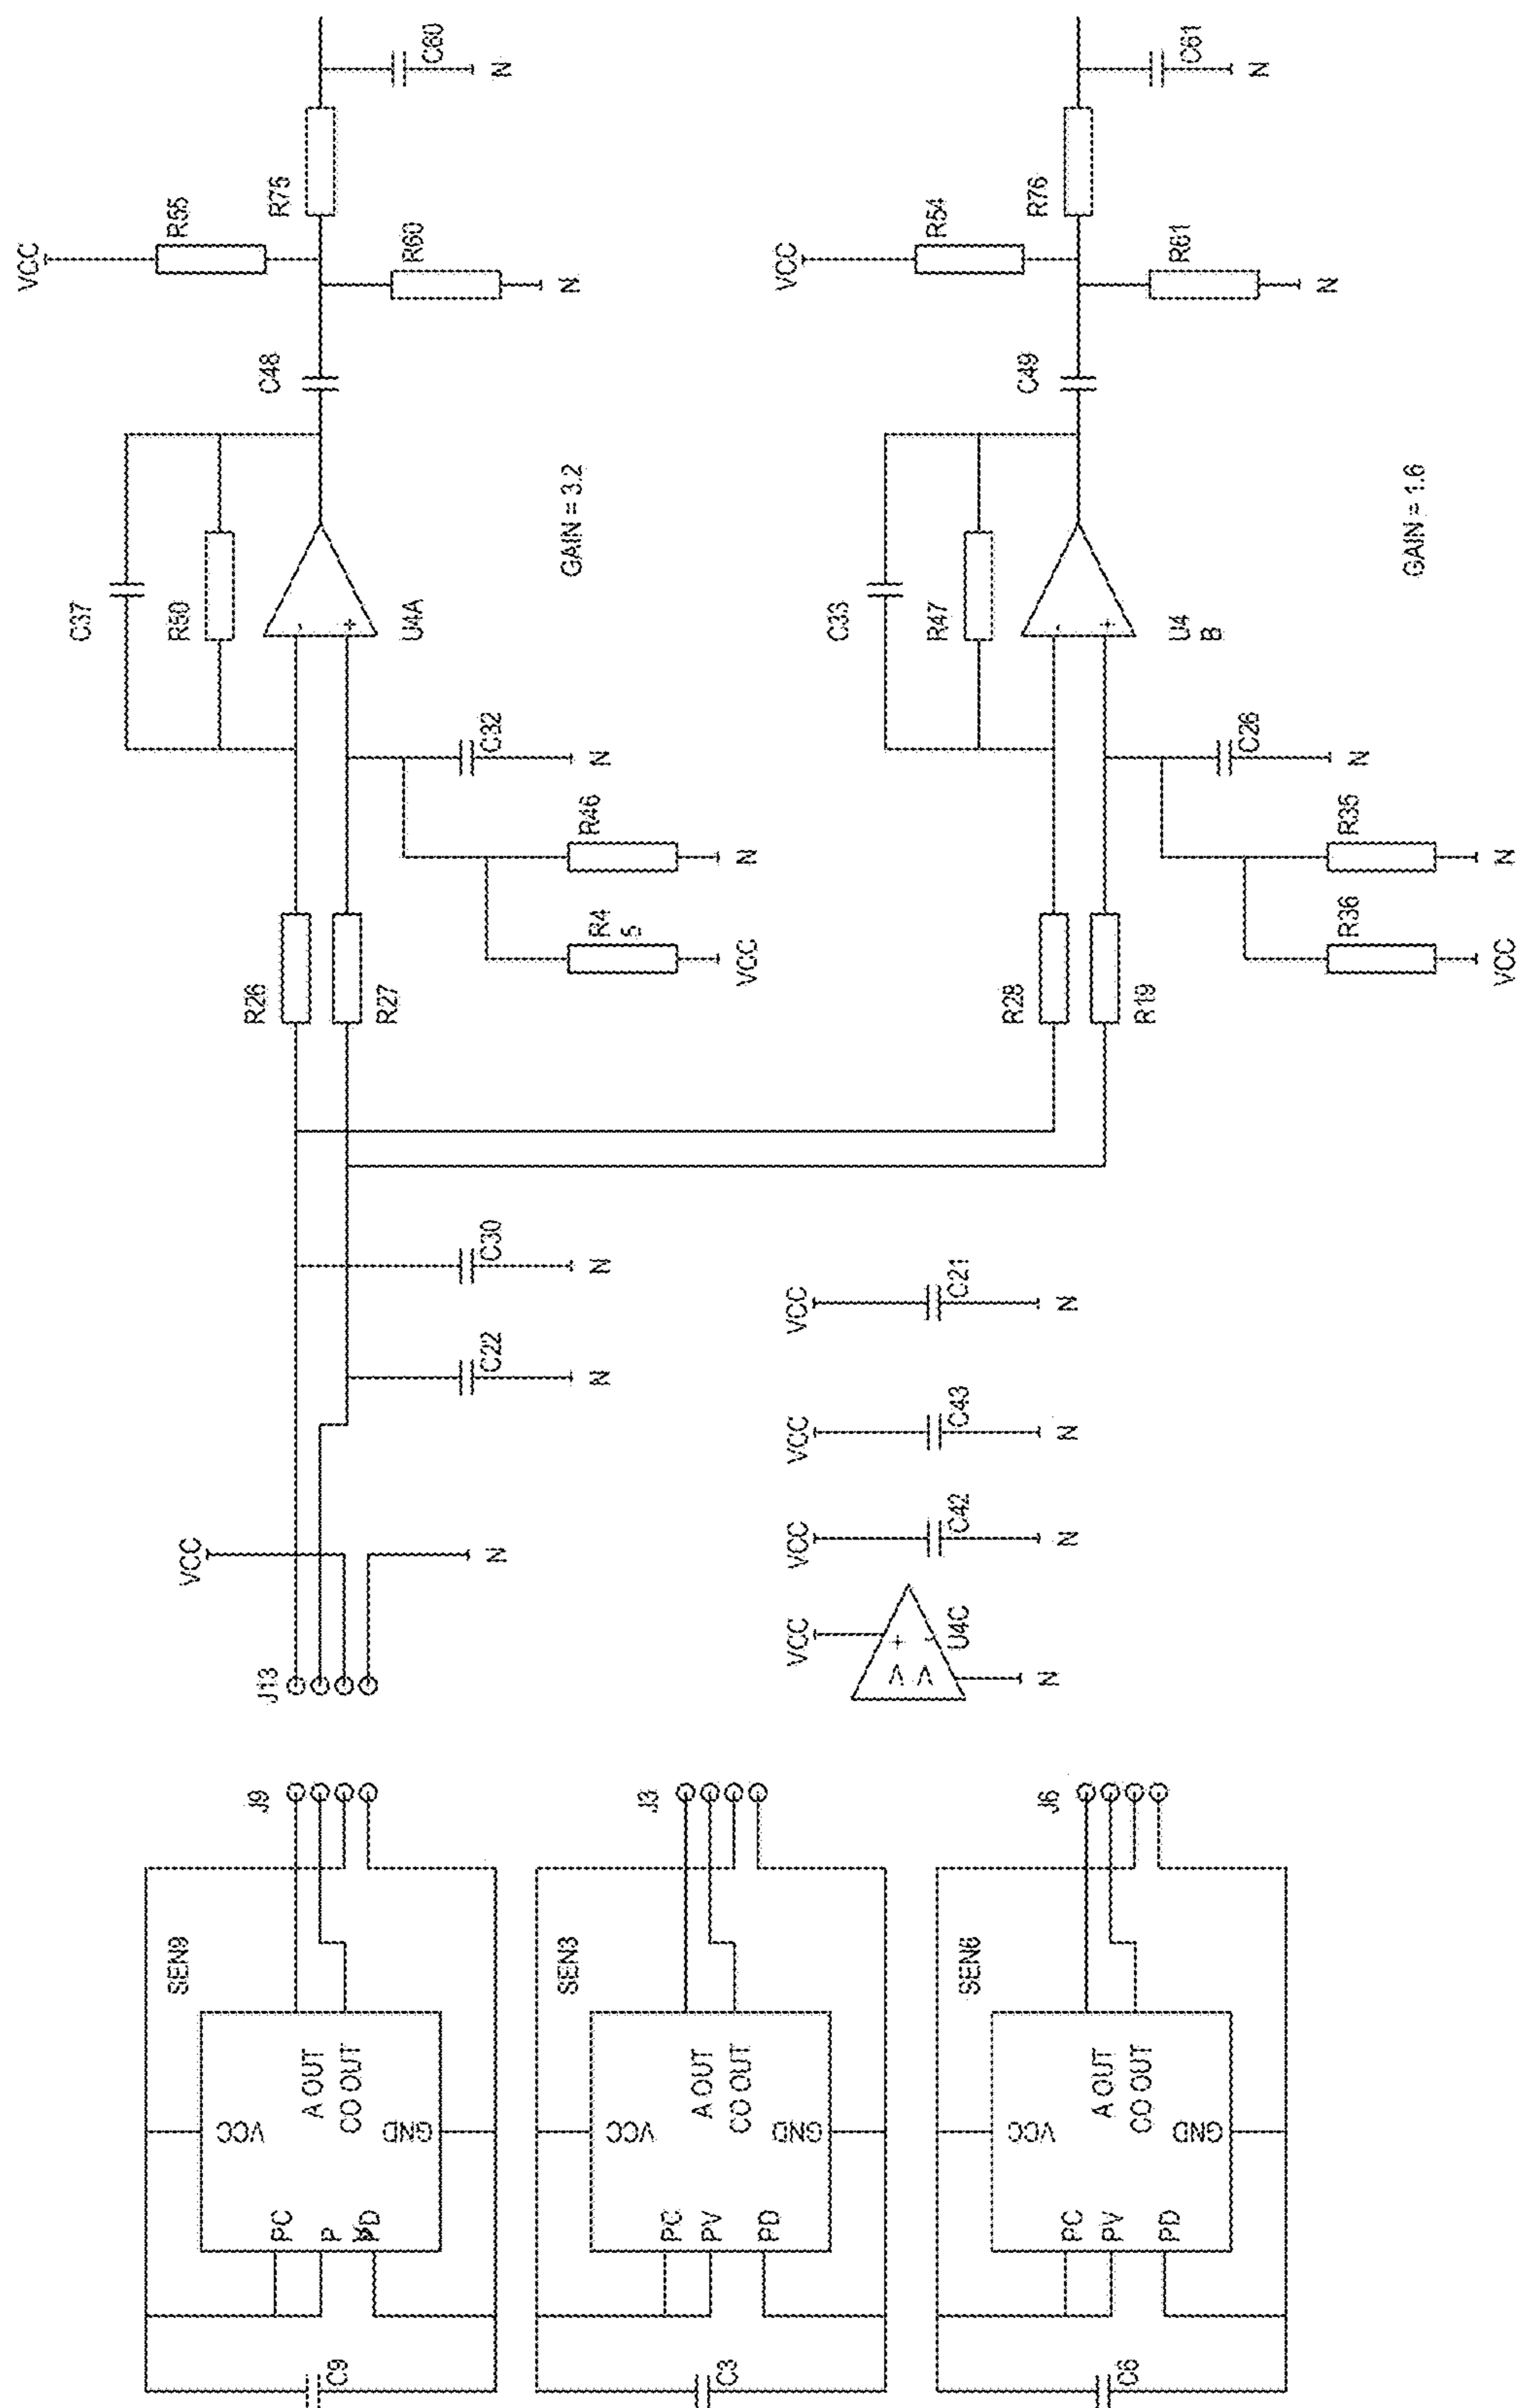 C60
N
R75
R55
VCC
R60
N
C48
C37
R50
-
+
U4A
GAIN = 3.2
C32
N
R46
N
R4
5
VCC
R26
R27
C61
N
R76
R54
VCC
R61
N
C49
C33
R47
-
+
U4
B
GAIN = 1.6
C26
N
R35
N
R36
VCC
R28
R19
C30
N
C22
N
VCC
N
J13
VCC
C21
N
VCC
C43
N
VCC
C42
N
VCC
+
-
V V
U4C
N
J9
SEN9
A OUT
CO OUT
VCC
GND
PC
P
V
PD
C9
J3
SEN3
A OUT
CO OUT
VCC
GND
PC
PV
PD
C3
J6
SEN6
A OUT
CO OUT
VCC
GND
PC
PV
PD
C6